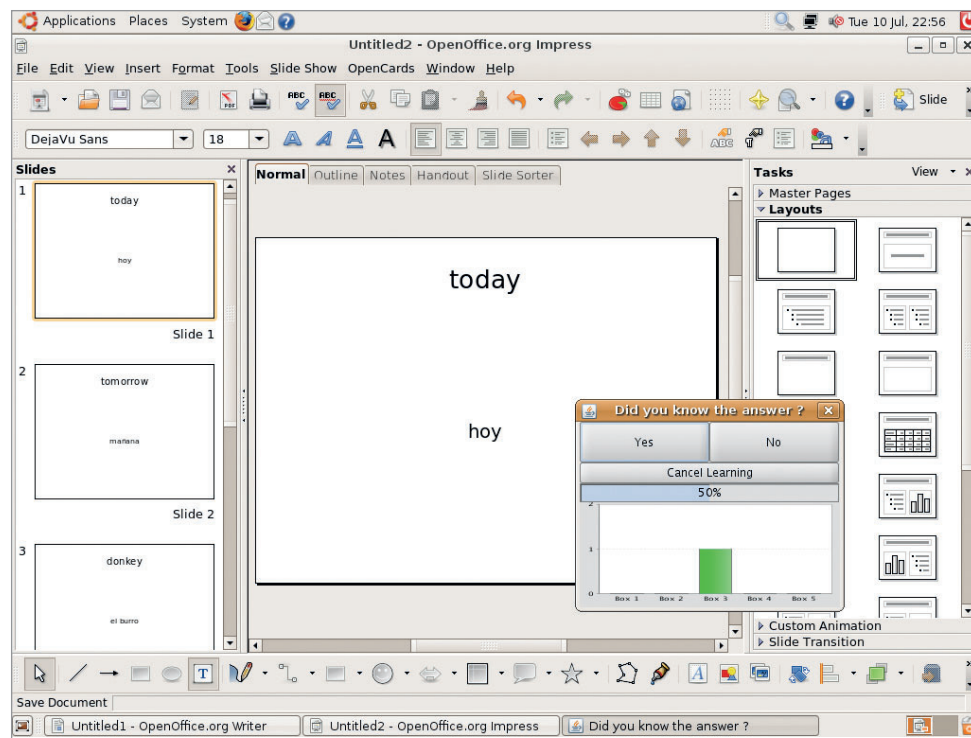 Applications Places System Tue 10 Jul, 22:56
Untitled2 - OpenOffice.org Impress
File Edit View Insert Format Tools Slide Show OpenCards Window Help
PDF ABC ABC Slide
DejaVu Sans 18 A A A A ABC
Slides
Normal Outline Notes Handout Slide Sorter
Tasks View
1
today
hoy
Slide 1
2
tomorrow
mañana
Slide 2
3
donkey
el burro
today
hoy
Master Pages
Layouts
Did you know the answer ?
Yes No
Cancel Learning
50%
2
1
0
Box 1 Box 2 Box 3 Box 4 Box 5
Custom Animation
Slide Transition
T A
Save Document
Untitled1 - OpenOffice.org Writer Untitled2 - OpenOffice.org Impress Did you know the answer ?